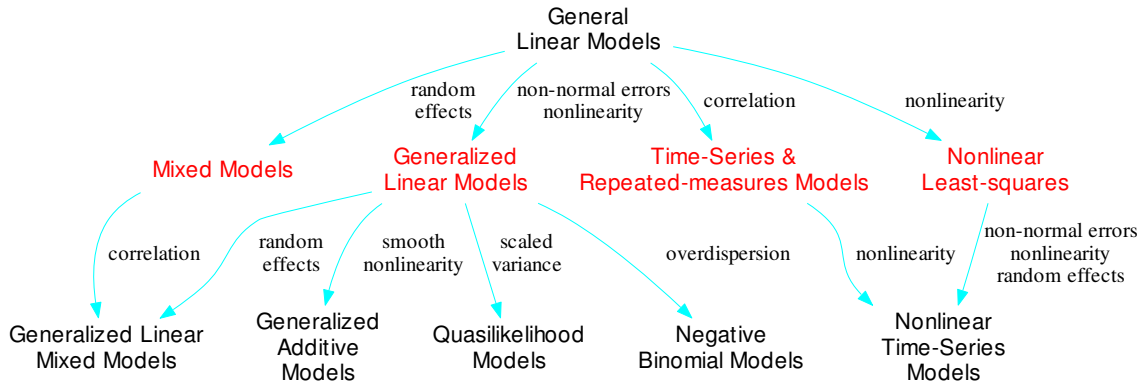 General
Linear Models
random
effects
non-normal errors
nonlinearity
correlation
nonlinearity
Mixed Models
Generalized
Linear Models
Time-Series &
Repeated-measures Models
Nonlinear
Least-squares
correlation
random
effects
smooth
nonlinearity
scaled
variance
overdispersion
nonlinearity
non-normal errors
nonlinearity
random effects
Generalized Linear
Mixed Models
Generalized
Additive
Models
Quasilikelihood
Models
Negative
Binomial Models
Nonlinear
Time-Series
Models